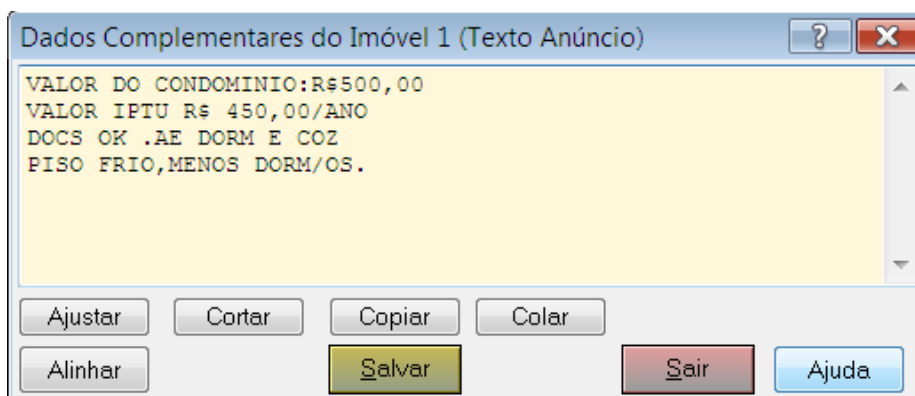 Dados Complementares do Imóvel 1 (Texto Anúncio)
VALOR DO CONDOMINIO:R$500,00
VALOR IPTU R$ 450,00/ANO
DOCS OK .AE DORM E COZ
PISO FRIO,MENOS DORM/OS.
Ajustar Cortar Copiar Colar
Alinhar Salvar Sair Ajuda